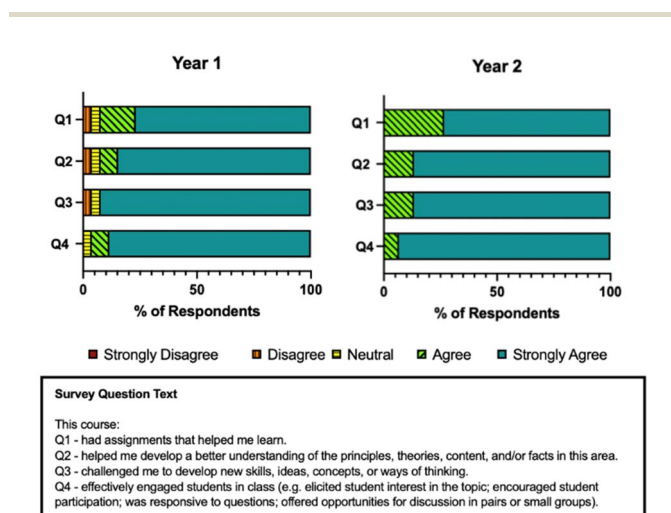 Year 1
Q1
Q2
Q3
Q4
0 50 100
% of Respondents
Year 2
Q1
Q2
Q3
Q4
0 50 100
% of Respondents
Strongly Disagree Disagree Neutral Agree Strongly Agree
Survey Question Text
This course:
Q1 - had assignments that helped me learn.
Q2 - helped me develop a better understanding of the principles, theories, content, and/or facts in this area.
Q3 - challenged me to develop new skills, ideas, concepts, or ways of thinking.
Q4 - effectively engaged students in class (e.g. elicited student interest in the topic; encouraged student
participation; was responsive to questions; offered opportunities for discussion in pairs or small groups).